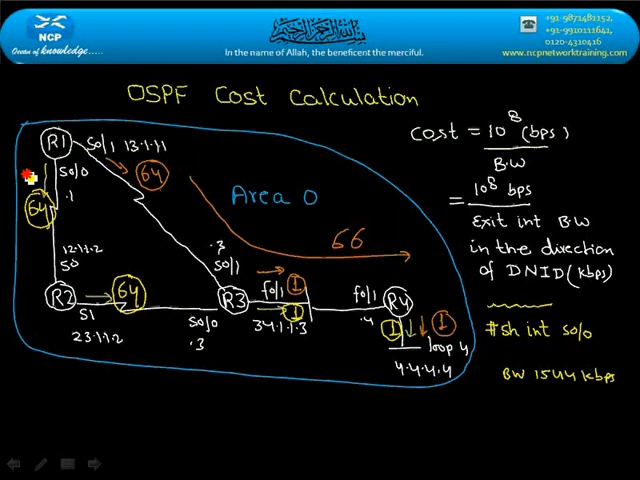 NCP
Ocean of knowledge.....
In the name of Allah, the beneficent the merciful.
+91-9871481152,
+91-9910111641,
0120-4310416
www.ncpnetworktraining.com
OSPF Cost Calculation
R1
S0/1 13.1.1.1
64
S0/0
.1
64
12.1.1.2
S0
R2
64
S1
23.1.1.2
Area 0
66
.3
S0/1
R3
S0/0
.3
f0/1 1
1
34.1.1.3
f0/1
R4
.4
1
1
loop 4
4.4.4.4
Cost = 10^8 (bps)
B.W
= 10^8 bps
Exit int B.W
in the direction
of DNID (kbps)
#sh int s0/0
BW 1544 kbps